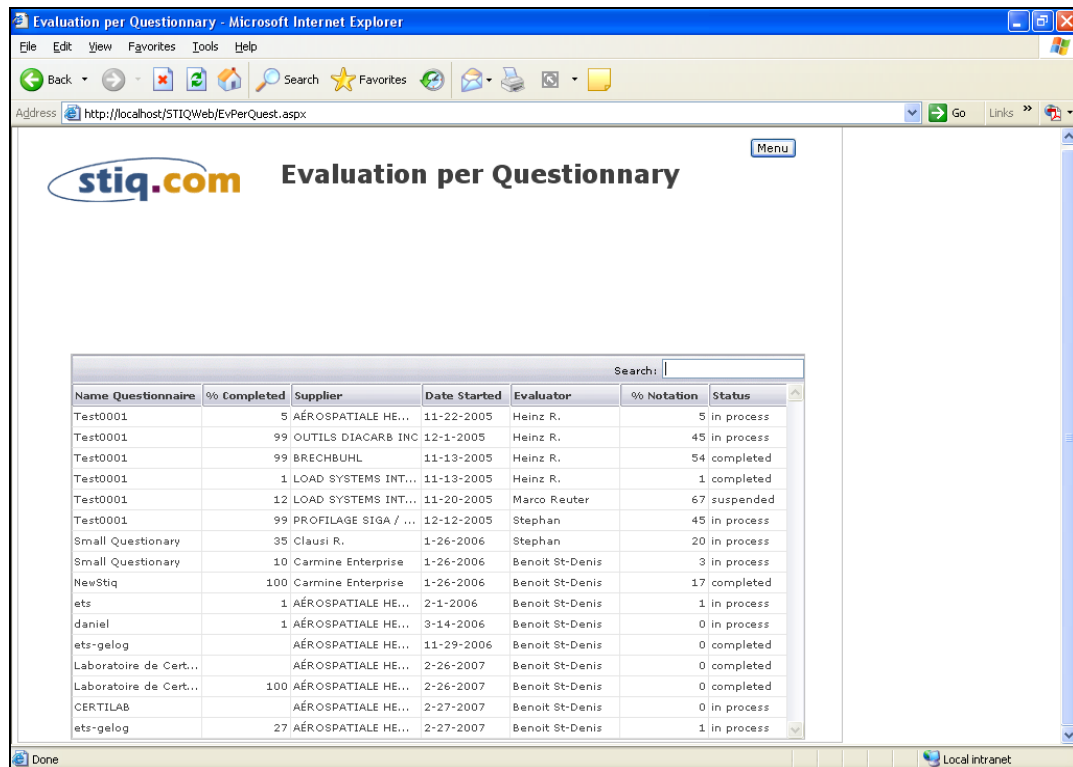 Evaluation per Questionnary - Microsoft Internet Explorer
File Edit View Favorites Tools Help
Back Search Favorites
Address http://localhost/STIQWeb/EvPerQuest.aspx Go Links »
Menu
stiq.com Evaluation per Questionnary
Search:
Name Questionnaire % Completed Supplier Date Started Evaluator % Notation Status
Test0001 5 AÉROSPATIALE HE... 11-22-2005 Heinz R. 5 in process
Test0001 99 OUTILS DIACARB INC 12-1-2005 Heinz R. 45 in process
Test0001 99 BRECHBUHL 11-13-2005 Heinz R. 54 completed
Test0001 1 LOAD SYSTEMS INT... 11-13-2005 Heinz R. 1 completed
Test0001 12 LOAD SYSTEMS INT... 11-20-2005 Marco Reuter 67 suspended
Test0001 99 PROFILAGE SIGA / ... 12-12-2005 Stephan 45 in process
Small Questionary 35 Clausi R. 1-26-2006 Stephan 20 in process
Small Questionary 10 Carmine Enterprise 1-26-2006 Benoit St-Denis 3 in process
NewStiq 100 Carmine Enterprise 1-26-2006 Benoit St-Denis 17 completed
ets 1 AÉROSPATIALE HE... 2-1-2006 Benoit St-Denis 1 in process
daniel 1 AÉROSPATIALE HE... 3-14-2006 Benoit St-Denis 0 in process
ets-gelog AÉROSPATIALE HE... 11-29-2006 Benoit St-Denis 0 completed
Laboratoire de Cert... AÉROSPATIALE HE... 2-26-2007 Benoit St-Denis 0 completed
Laboratoire de Cert... 100 AÉROSPATIALE HE... 2-26-2007 Benoit St-Denis 0 completed
CERTILAB AÉROSPATIALE HE... 2-27-2007 Benoit St-Denis 0 in process
ets-gelog 27 AÉROSPATIALE HE... 2-27-2007 Benoit St-Denis 1 in process
Done Local intranet